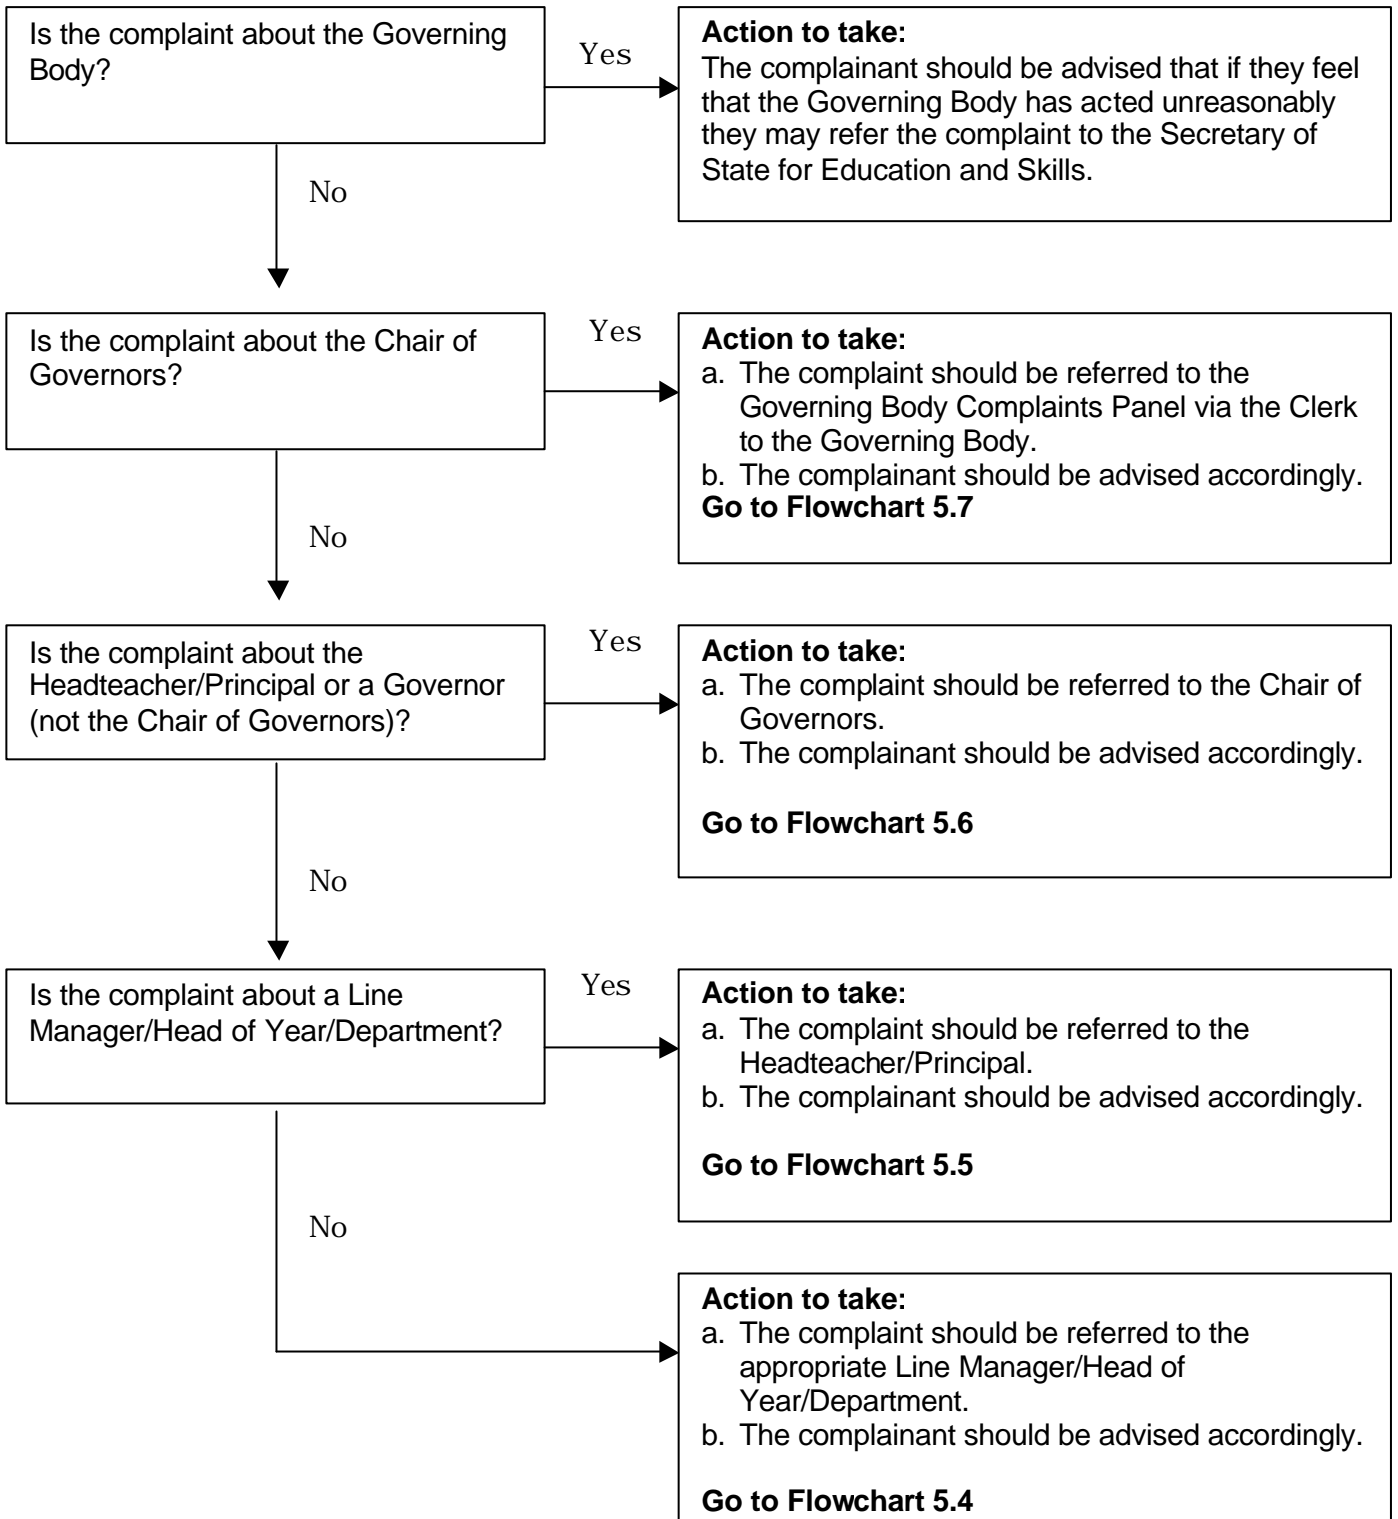 Is the complaint about the Governing
Body?
Yes
Action to take:
The complainant should be advised that if they feel
that the Governing Body has acted unreasonably
they may refer the complaint to the Secretary of
State for Education and Skills.
No
Is the complaint about the Chair of
Governors?
Yes
Action to take:
a. The complaint should be referred to the
Governing Body Complaints Panel via the Clerk
to the Governing Body.
b. The complainant should be advised accordingly.
Go to Flowchart 5.7
No
Is the complaint about the
Headteacher/Principal or a Governor
(not the Chair of Governors)?
Yes
Action to take:
a. The complaint should be referred to the Chair of
Governors.
b. The complainant should be advised accordingly.
Go to Flowchart 5.6
No
Is the complaint about a Line
Manager/Head of Year/Department?
Yes
Action to take:
a. The complaint should be referred to the
Headteacher/Principal.
b. The complainant should be advised accordingly.
Go to Flowchart 5.5
No
Action to take:
a. The complaint should be referred to the
appropriate Line Manager/Head of
Year/Department.
b. The complainant should be advised accordingly.
Go to Flowchart 5.4